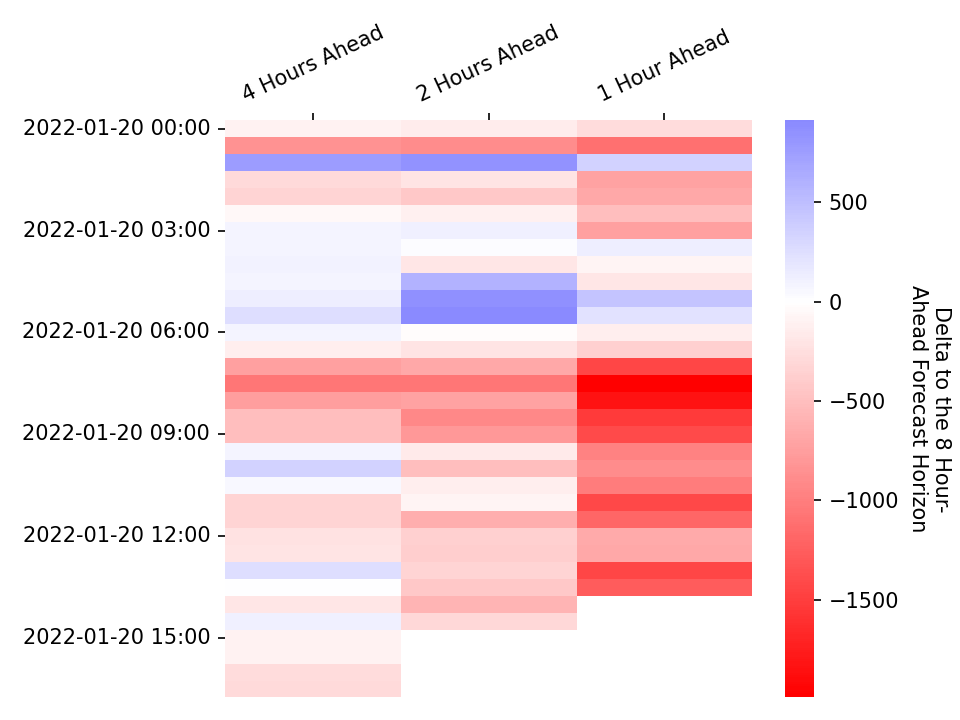 4 Hours Ahead
2 Hours Ahead
1 Hour Ahead
2022-01-20 00:00
2022-01-20 03:00
2022-01-20 06:00
2022-01-20 09:00
2022-01-20 12:00
2022-01-20 15:00
500
0
−500
−1000
−1500
Delta to the 8 Hour-
Ahead Forecast Horizon